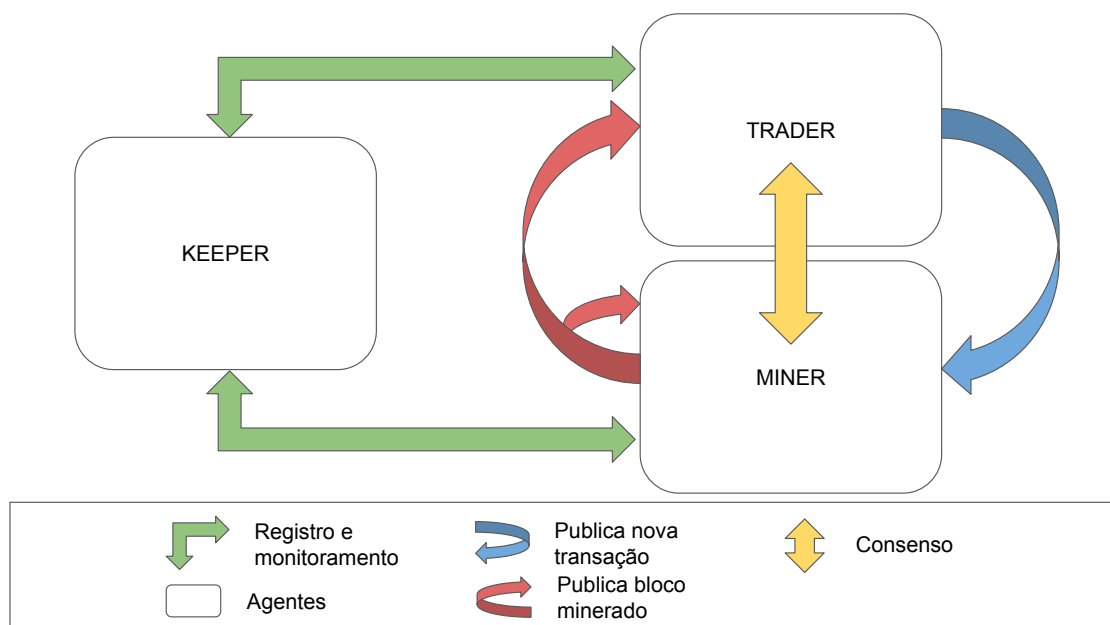 TRADER
KEEPER
MINER
Registro e
monitoramento
Publica nova
transação
Consenso
Agentes
Publica bloco
minerado